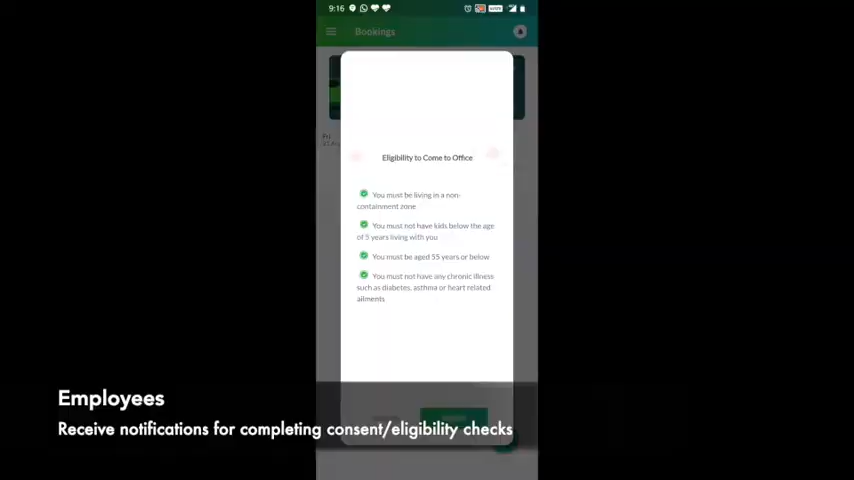 9:16
Bookings
Eligibility to Come to Office
You must be living in a non-
containment zone
You must not have kids below the age
of 5 years living with you
You must be aged 55 years or below
You must not have any chronic illness
such as diabetes, asthma or heart related
ailments
Employees
Receive notifications for completing consent/eligibility checks